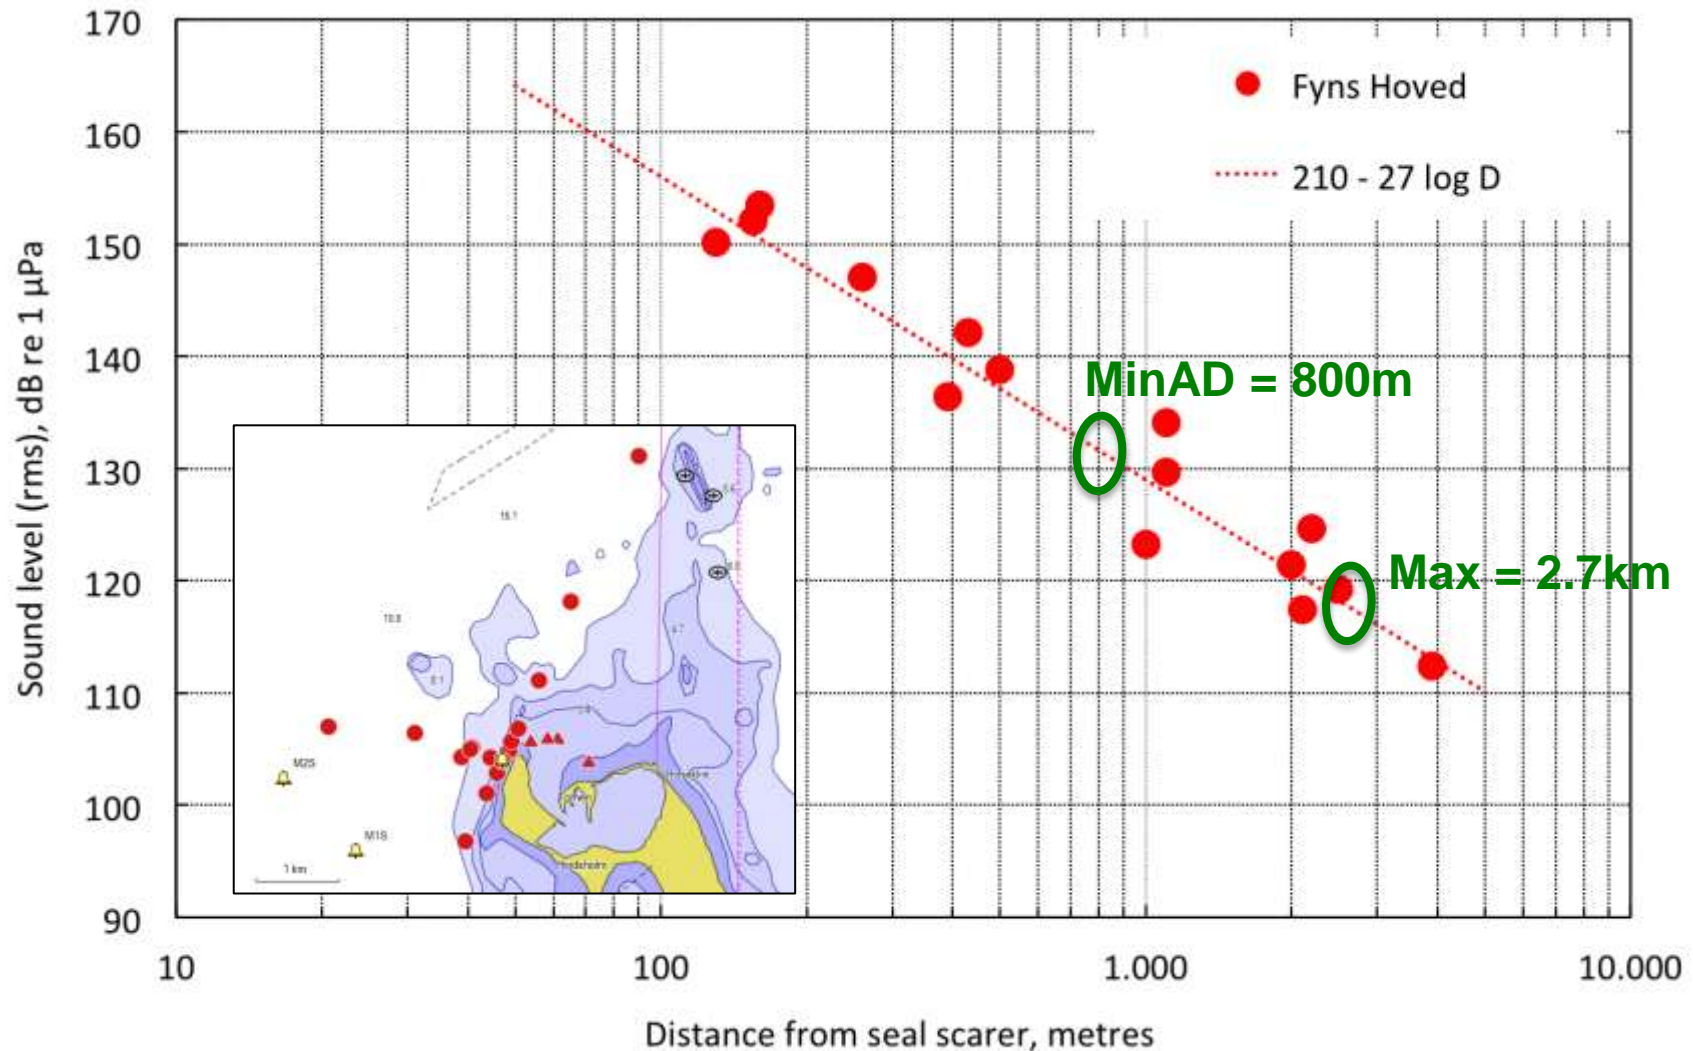 170
160
150
140
130
120
110
100
90
Sound level (rms), dB re 1 µPa
Fyns Hoved
210 - 27 log D
MinAD = 800m
Max = 2.7km
M2S
M1S
1 km
10
100
1.000
10.000
Distance from seal scarer, metres